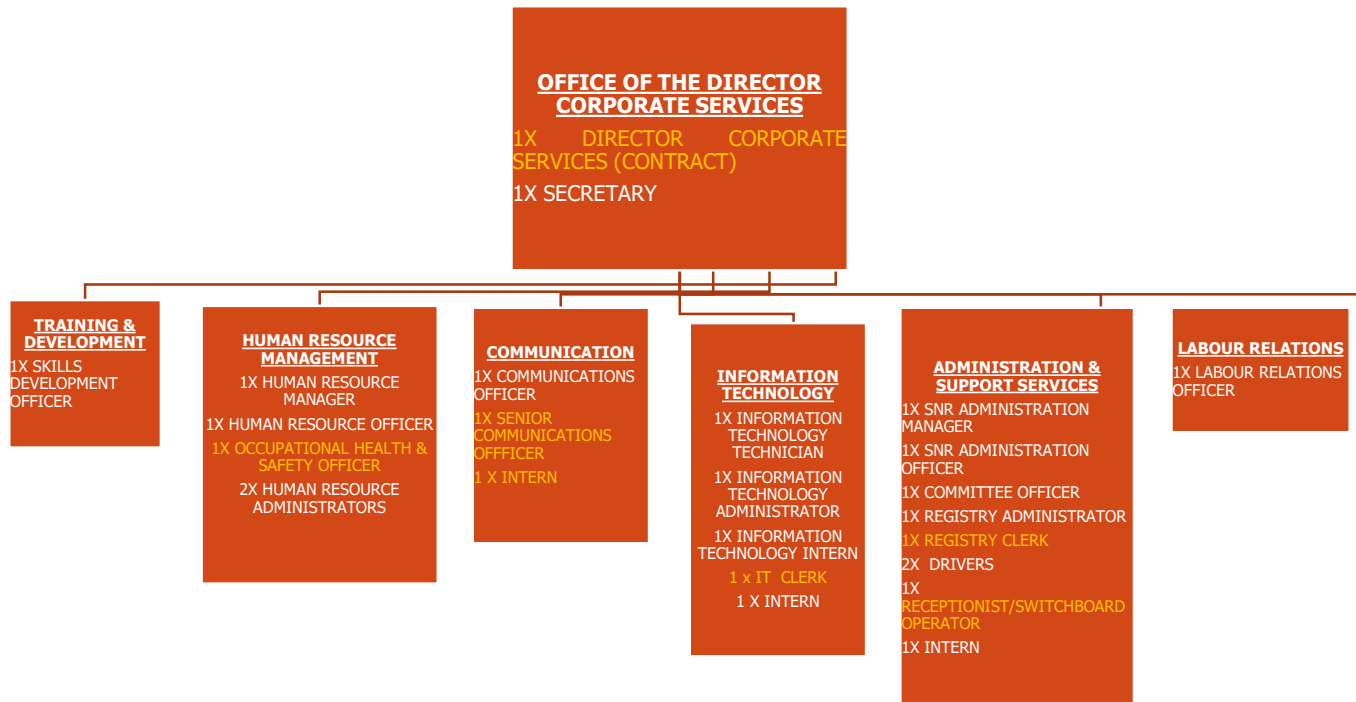 OFFICE OF THE DIRECTOR
CORPORATE SERVICES
1X DIRECTOR CORPORATE
SERVICES (CONTRACT)
1X SECRETARY
TRAINING &
DEVELOPMENT
1X SKILLS
DEVELOPMENT
OFFICER
HUMAN RESOURCE
MANAGEMENT
1X HUMAN RESOURCE
MANAGER
1X HUMAN RESOURCE OFFICER
1X OCCUPATIONAL HEALTH &
SAFETY OFFICER
2X HUMAN RESOURCE
ADMINISTRATORS
COMMUNICATION
1X COMMUNICATIONS
OFFICER
1X SENIOR
COMMUNICATIONS
OFFFICER
1 X INTERN
INFORMATION
TECHNOLOGY
1X INFORMATION
TECHNOLOGY
TECHNICIAN
1X INFORMATION
TECHNOLOGY
ADMINISTRATOR
1X INFORMATION
TECHNOLOGY INTERN
1 x IT CLERK
1 X INTERN
ADMINISTRATION &
SUPPORT SERVICES
1X SNR ADMINISTRATION
MANAGER
1X SNR ADMINISTRATION
OFFICER
1X COMMITTEE OFFICER
1X REGISTRY ADMINISTRATOR
1X REGISTRY CLERK
2X DRIVERS
1X
RECEPTIONIST/SWITCHBOARD
OPERATOR
1X INTERN
LABOUR RELATIONS
1X LABOUR RELATIONS
OFFICER